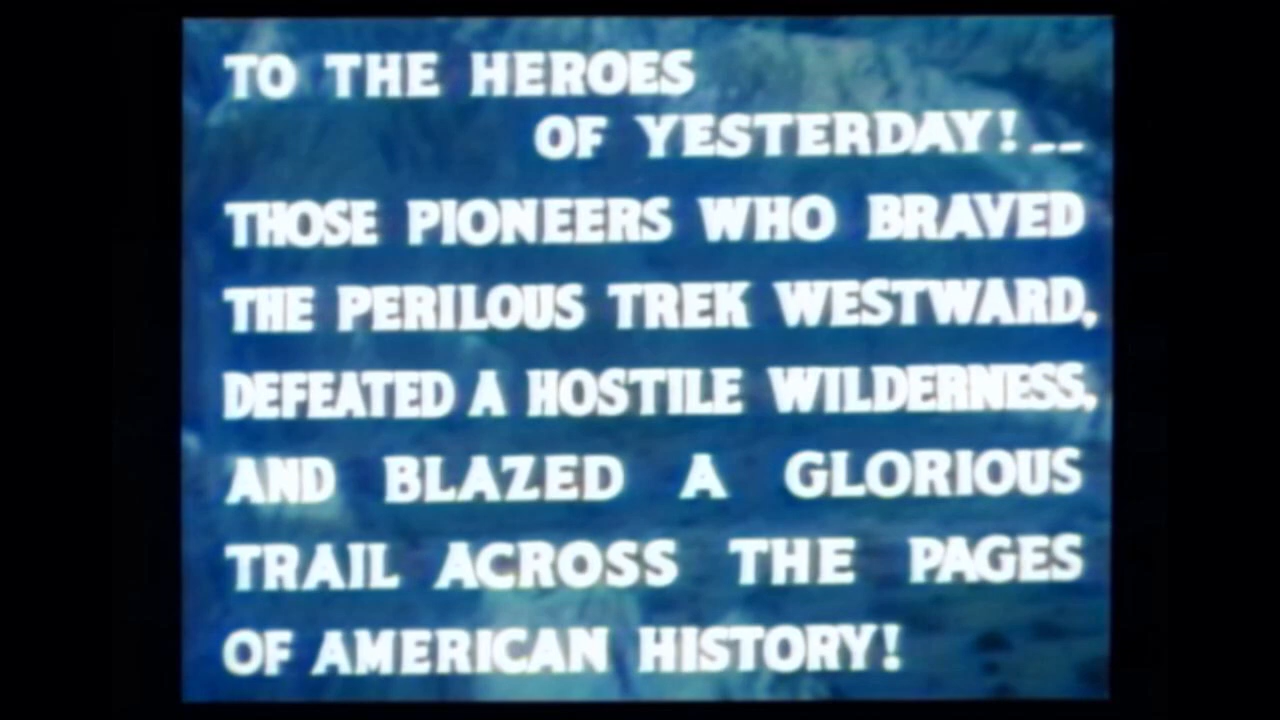 TO THE HEROES
OF YESTERDAY!__
THOSE PIONEERS WHO BRAVED
THE PERILOUS TREK WESTWARD,
DEFEATED A HOSTILE WILDERNESS,
AND BLAZED A GLORIOUS
TRAIL ACROSS THE PAGES
OF AMERICAN HISTORY!